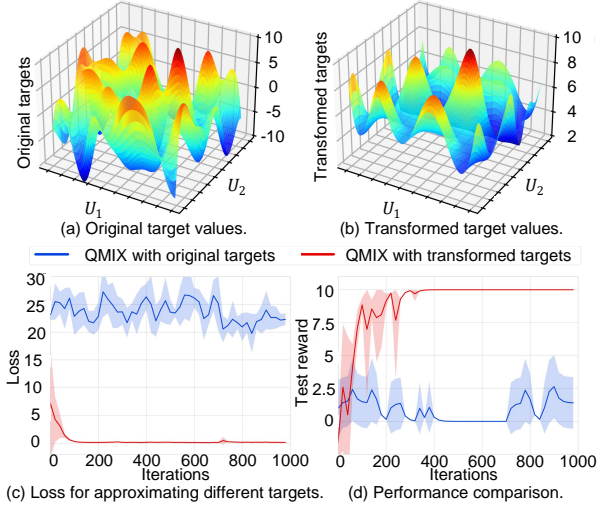 Original targets
10
5
0
-5
-10
U1
U2
(a) Original target values.
Transformed targets
10
8
6
4
2
U1
U2
(b) Transformed target values.
QMIX with original targets
QMIX with transformed targets
Loss
30
25
20
15
10
5
0
200 400 600 800 1000
Iterations
(c) Loss for approximating different targets.
Test reward
10
7.5
5
2.5
0
0 200 400 600 800 1000
Iterations
(d) Performance comparison.